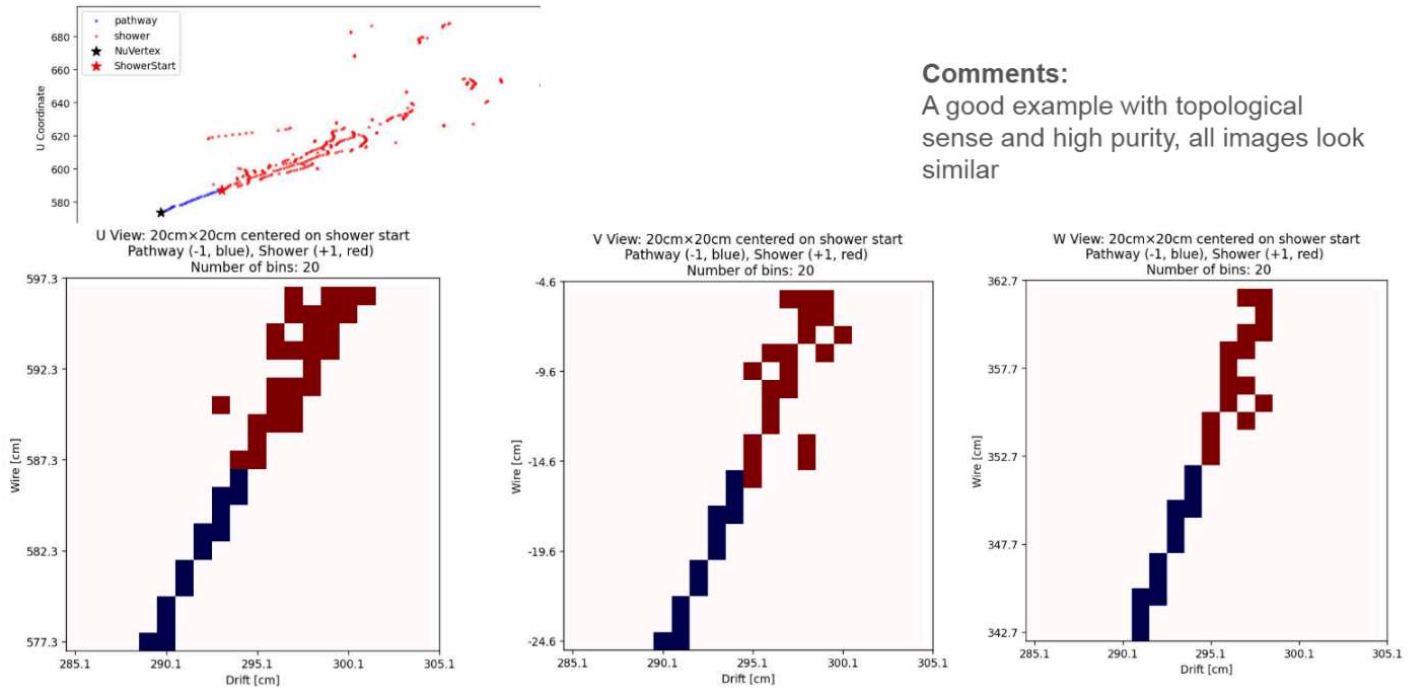 pathway
shower
NuVertex
ShowerStart
U Coordinate
680
660
640
620
600
580
Comments:
A good example with topological
sense and high purity, all images look
similar
U View: 20cm×20cm centered on shower start
Pathway (-1, blue), Shower (+1, red)
Number of bins: 20
Wire [cm]
597.3
592.3
587.3
582.3
577.3
285.1 290.1 295.1 300.1 305.1
Drift [cm]
V View: 20cm×20cm centered on shower start
Pathway (-1, blue), Shower (+1, red)
Number of bins: 20
Wire [cm]
-4.6
-9.6
-14.6
-19.6
-24.6
285.1 290.1 295.1 300.1 305.1
Drift [cm]
W View: 20cm×20cm centered on shower start
Pathway (-1, blue), Shower (+1, red)
Number of bins: 20
Wire [cm]
362.7
357.7
352.7
347.7
342.7
285.1 290.1 295.1 300.1 305.1
Drift [cm]